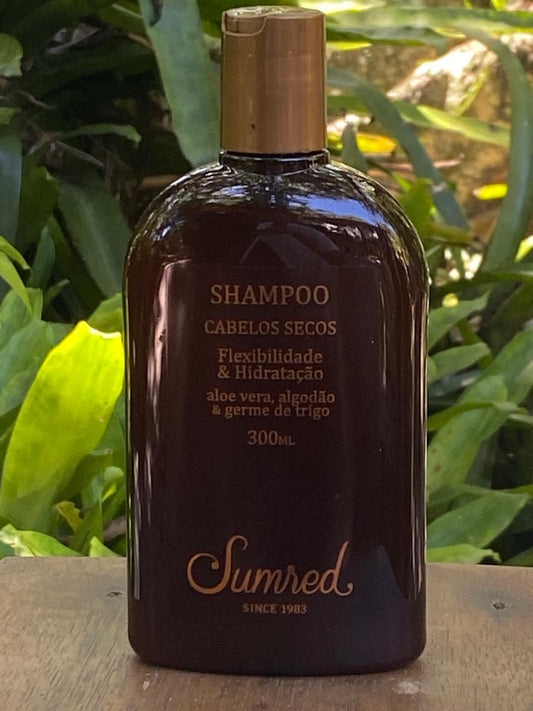 SHAMPOO
CABELOS SECOS
Flexibilidade
& Hidratação
aloe vera, algodão
& germe de trigo
300ML
Sumred
SINCE 1983